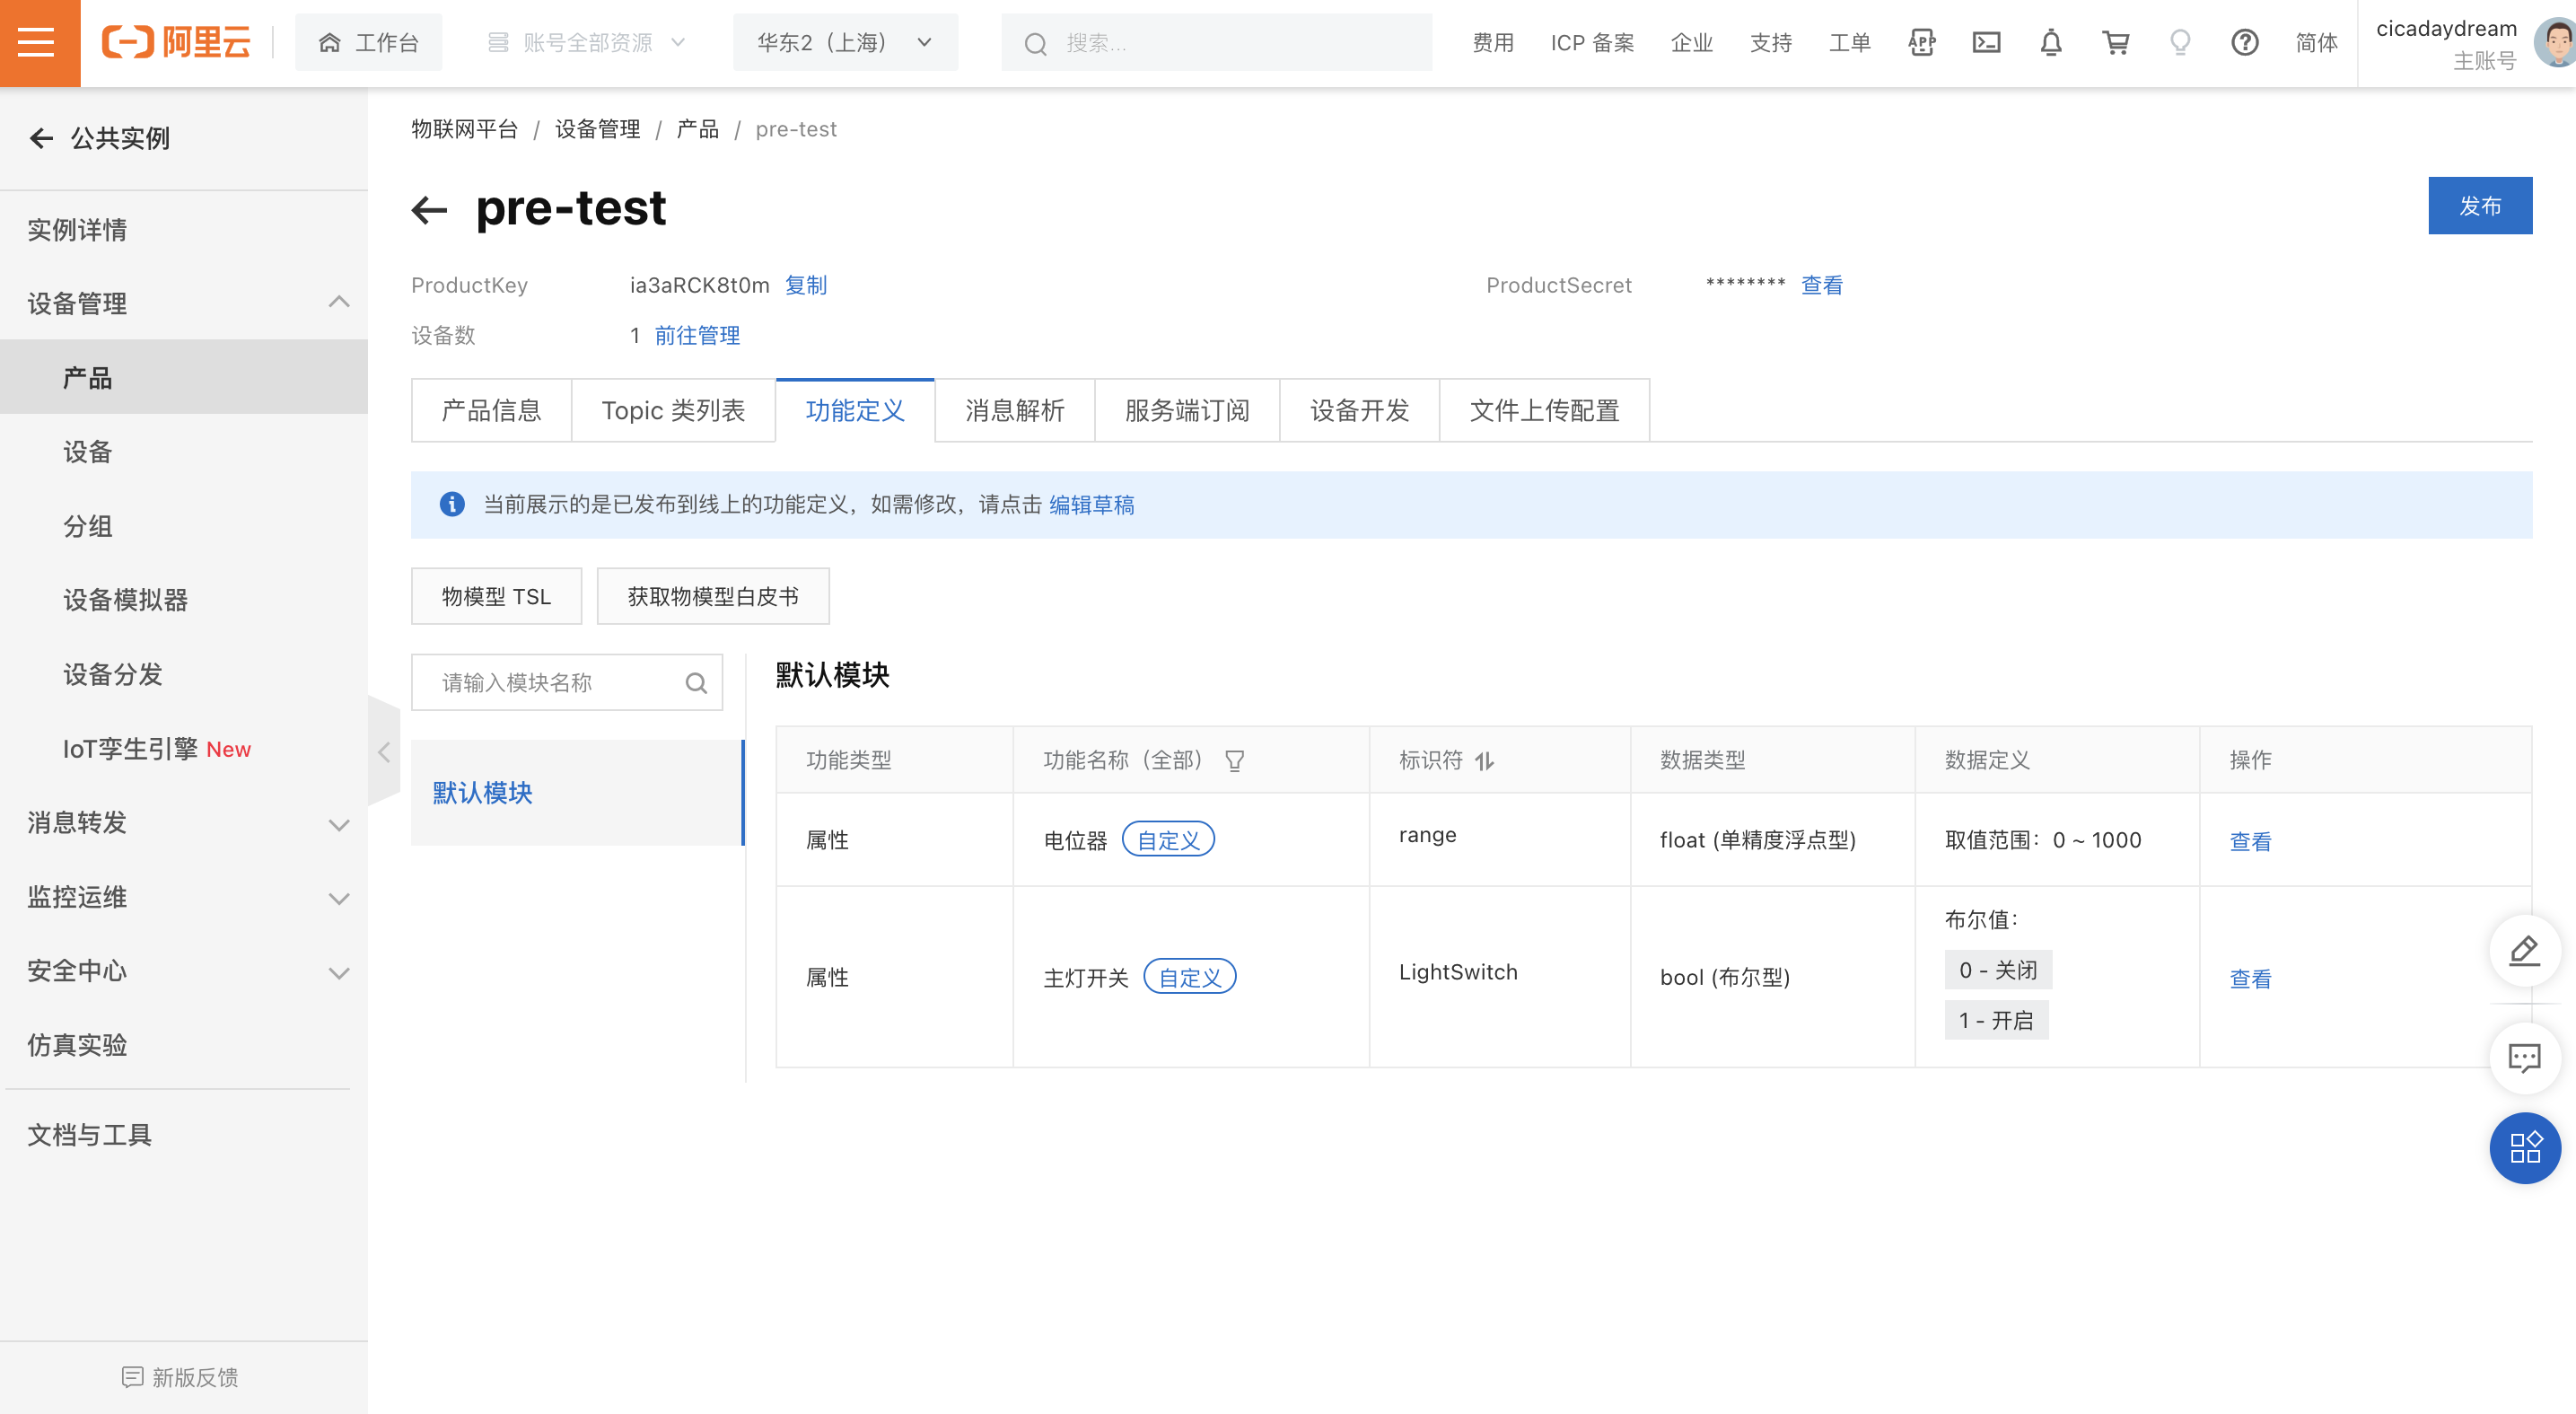 阿里云
工作台
账号全部资源
华东2（上海）
搜索...
费用
ICP 备案
企业
支持
工单
APP
简体
cicadaydream
主账号
公共实例
实例详情
设备管理
产品
设备
分组
设备模拟器
设备分发
IoT孪生引擎 New
消息转发
监控运维
安全中心
仿真实验
文档与工具
新版反馈
物联网平台 / 设备管理 / 产品 / pre-test
pre-test
发布
ProductKey ia3aRCK8t0m 复制
ProductSecret ******** 查看
设备数 1 前往管理
产品信息 Topic 类列表 功能定义 消息解析 服务端订阅 设备开发 文件上传配置
当前展示的是已发布到线上的功能定义，如需修改，请点击 编辑草稿
物模型 TSL 获取物模型白皮书
请输入模块名称
默认模块
默认模块
功能类型 功能名称（全部） 标识符 数据类型 数据定义 操作
属性 电位器 自定义 range float (单精度浮点型) 取值范围：0 ~ 1000 查看
属性 主灯开关 自定义 LightSwitch bool (布尔型) 布尔值： 查看
0 - 关闭
1 - 开启